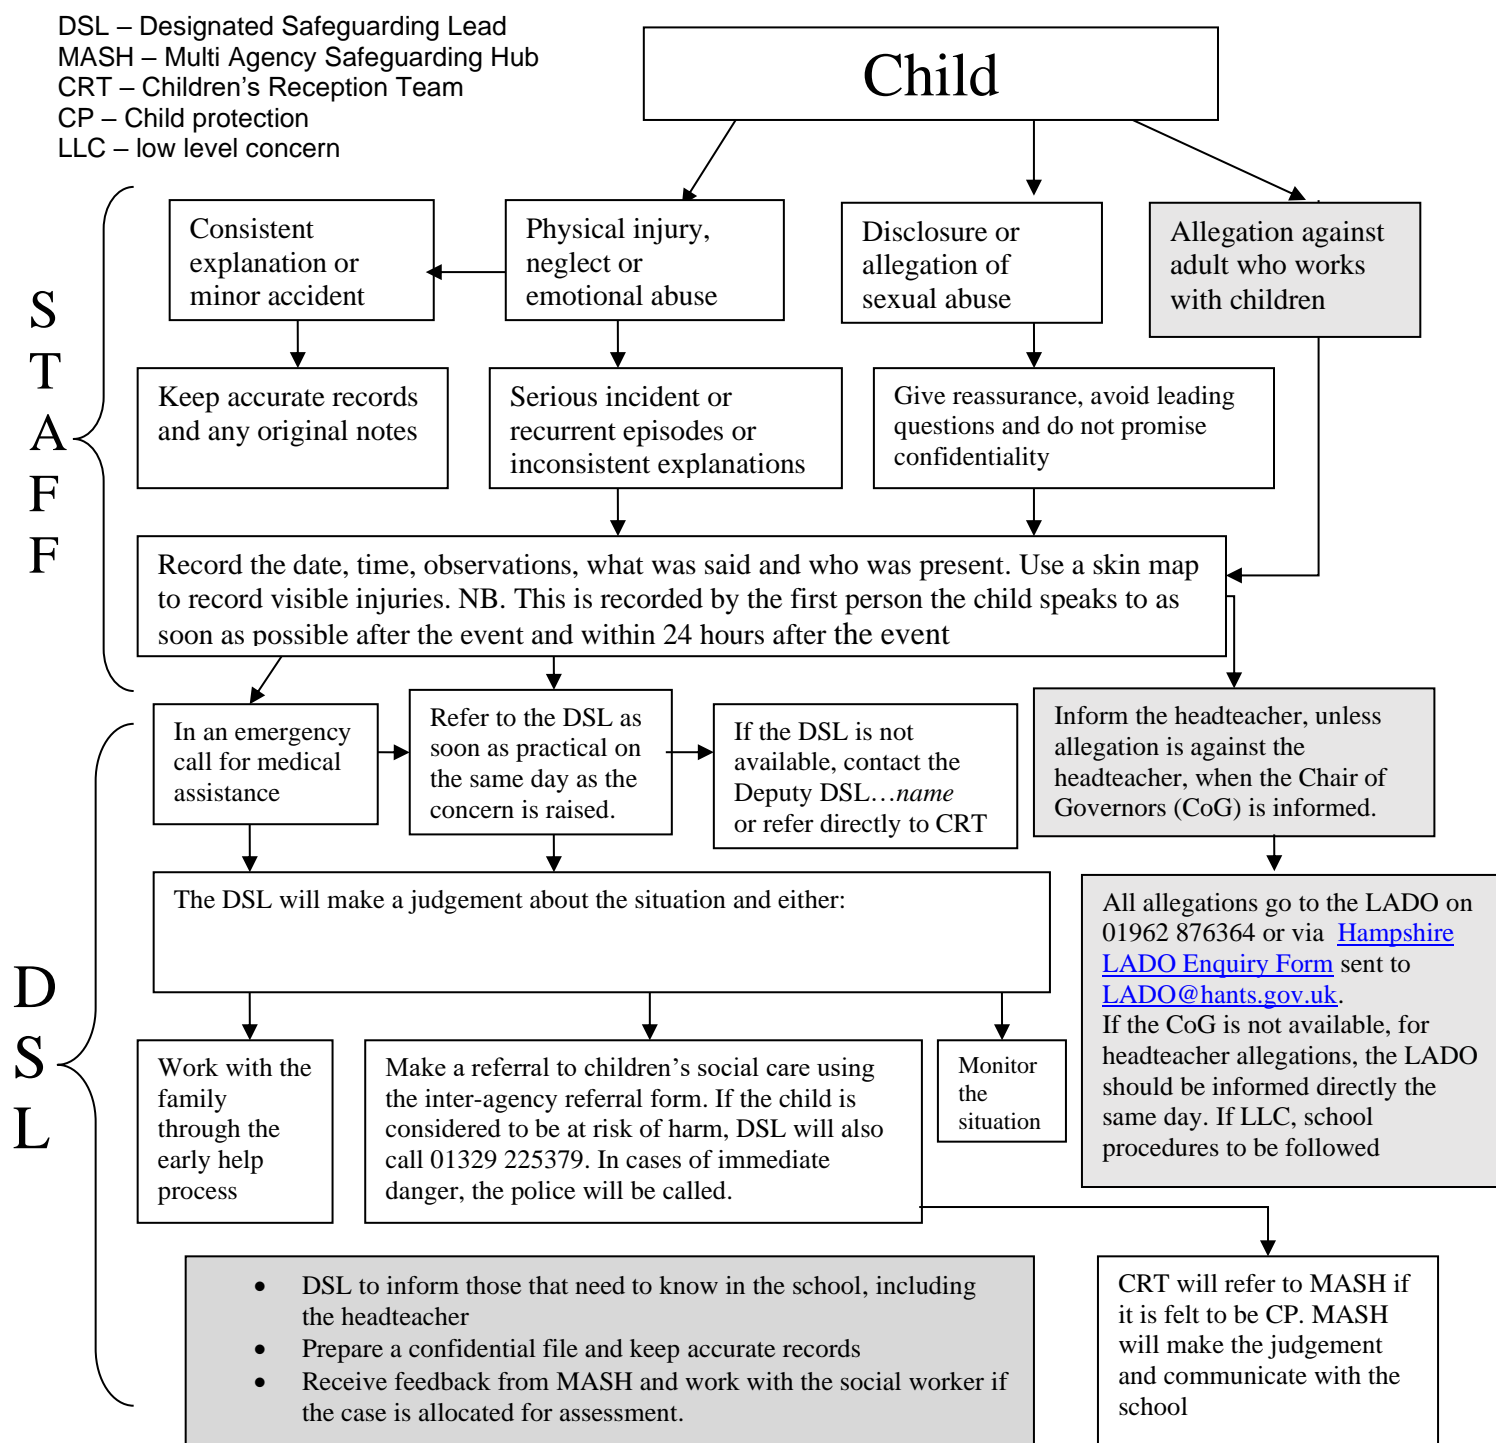 DSL – Designated Safeguarding Lead
MASH – Multi Agency Safeguarding Hub
CRT – Children's Reception Team
CP – Child protection
LLC – low level concern
Child
S
T
A
F
F
Consistent
explanation or
minor accident
Physical injury,
neglect or
emotional abuse
Disclosure or
allegation of
sexual abuse
Allegation against
adult who works
with children
Keep accurate records
and any original notes
Serious incident or
recurrent episodes or
inconsistent explanations
Give reassurance, avoid leading
questions and do not promise
confidentiality
Record the date, time, observations, what was said and who was present. Use a skin map
to record visible injuries. NB. This is recorded by the first person the child speaks to as
soon as possible after the event and within 24 hours after the event
D
S
L
In an emergency
call for medical
assistance
Refer to the DSL as
soon as practical on
the same day as the
concern is raised.
If the DSL is not
available, contact the
Deputy DSL…name
or refer directly to CRT
Inform the headteacher, unless
allegation is against the
headteacher, when the Chair of
Governors (CoG) is informed.
The DSL will make a judgement about the situation and either:
All allegations go to the LADO on
01962 876364 or via Hampshire
LADO Enquiry Form sent to
LADO@hants.gov.uk.
If the CoG is not available, for
headteacher allegations, the LADO
should be informed directly the
same day. If LLC, school
procedures to be followed
Work with the
family
through the
early help
process
Make a referral to children's social care using
the inter-agency referral form. If the child is
considered to be at risk of harm, DSL will also
call 01329 225379. In cases of immediate
danger, the police will be called.
Monitor
the
situation
• DSL to inform those that need to know in the school, including
the headteacher
• Prepare a confidential file and keep accurate records
• Receive feedback from MASH and work with the social worker if
the case is allocated for assessment.
CRT will refer to MASH if
it is felt to be CP. MASH
will make the judgement
and communicate with the
school